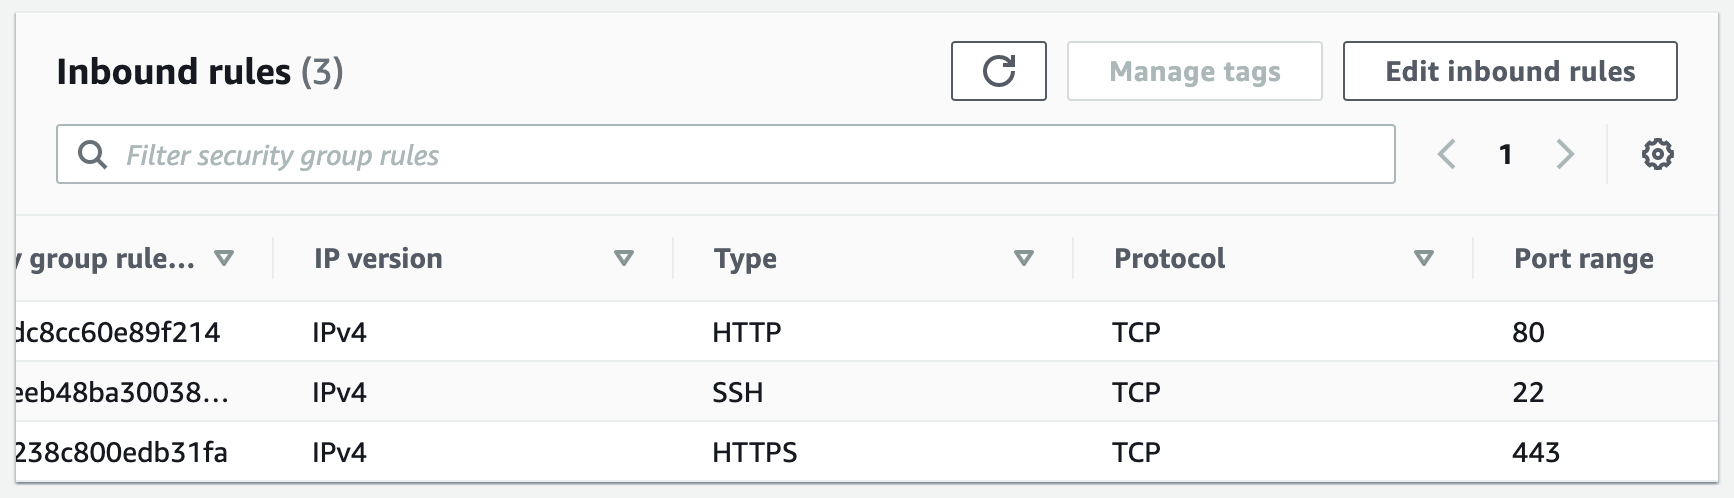 Inbound rules (3)
Manage tags
Edit inbound rules
Filter security group rules
1
group rule...
IP version
Type
Protocol
Port range
dc8cc60e89f214 IPv4 HTTP TCP 80
eeb48ba30038... IPv4 SSH TCP 22
238c800edb31fa IPv4 HTTPS TCP 443